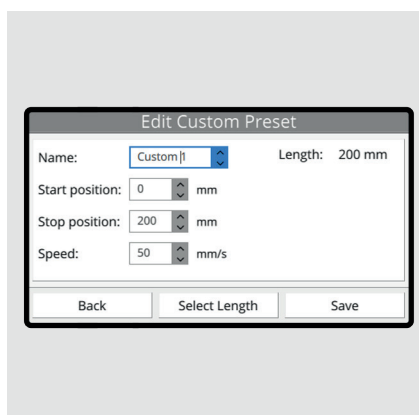 Edit Custom Preset
Name: Custom 1 Length: 200 mm
Start position: 0 mm
Stop position: 200 mm
Speed: 50 mm/s
Back Select Length Save